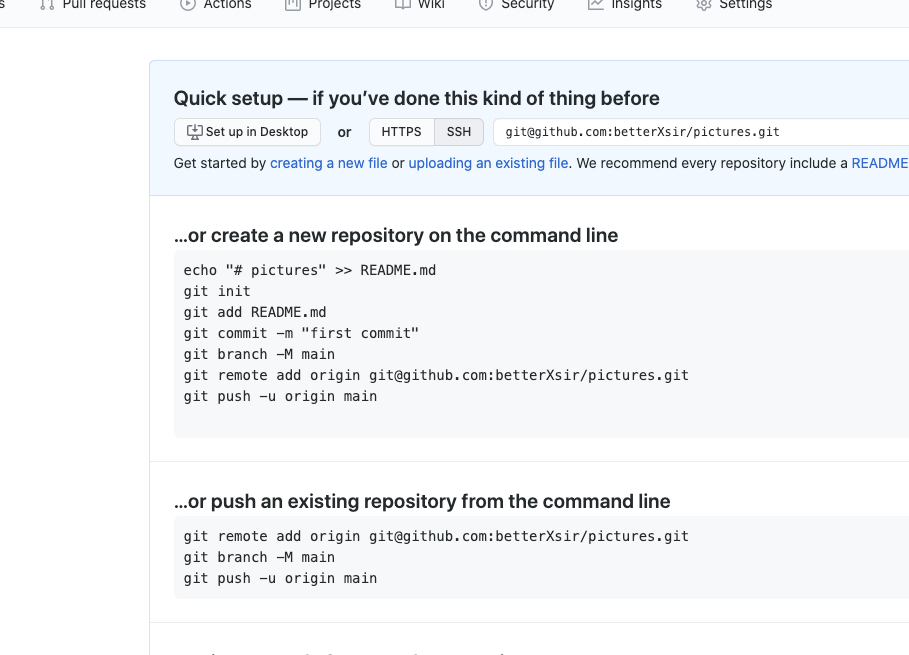 Pull requests Actions Projects Wiki Security Insights Settings
Quick setup — if you’ve done this kind of thing before
Set up in Desktop or HTTPS SSH git@github.com:betterXsir/pictures.git
Get started by creating a new file or uploading an existing file. We recommend every repository include a README
...or create a new repository on the command line
echo "# pictures" >> README.md
git init
git add README.md
git commit -m "first commit"
git branch -M main
git remote add origin git@github.com:betterXsir/pictures.git
git push -u origin main
...or push an existing repository from the command line
git remote add origin git@github.com:betterXsir/pictures.git
git branch -M main
git push -u origin main